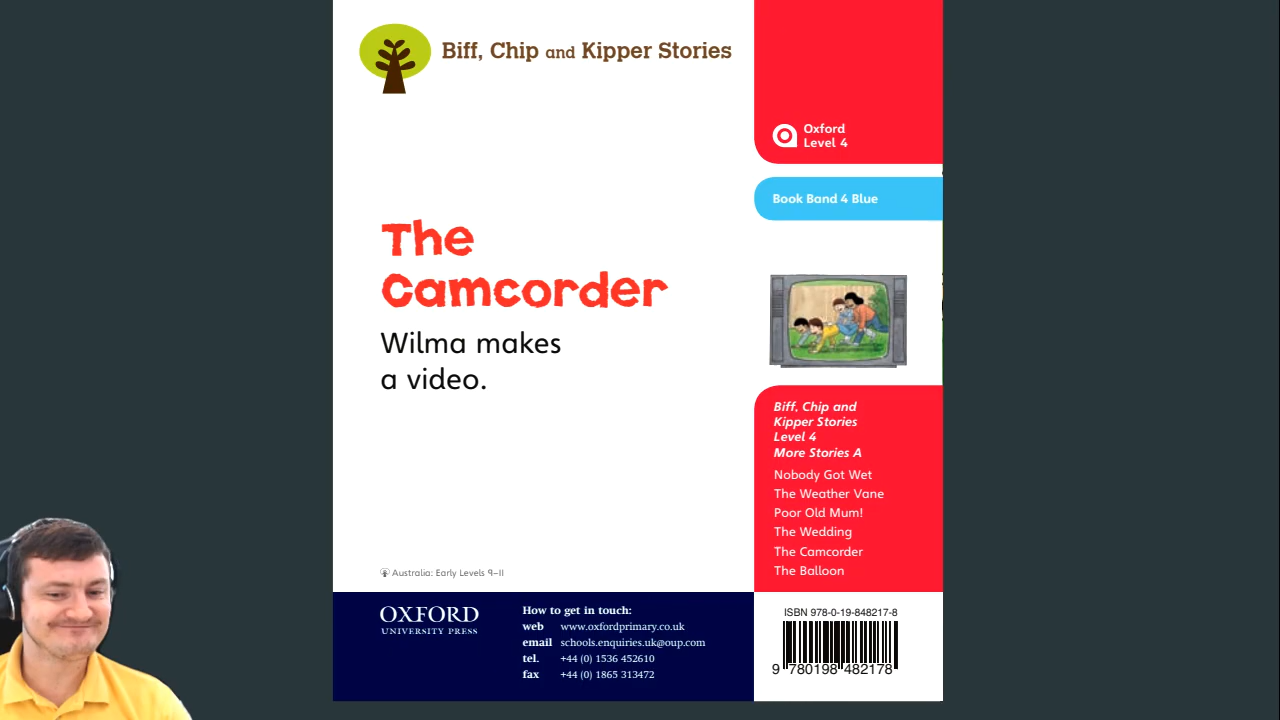 Biff, Chip and Kipper Stories
Oxford
Level 4
Book Band 4 Blue
The
Camcorder
Wilma makes
a video.
Biff, Chip and
Kipper Stories
Level 4
More Stories A
Nobody Got Wet
The Weather Vane
Poor Old Mum!
The Wedding
The Camcorder
The Balloon
Australia: Early Levels 9–11
OXFORD
UNIVERSITY PRESS
How to get in touch:
web www.oxfordprimary.co.uk
email schools.enquiries.uk@oup.com
tel. +44 (0) 1536 452610
fax +44 (0) 1865 313472
ISBN 978-0-19-848217-8
9 780198 482178